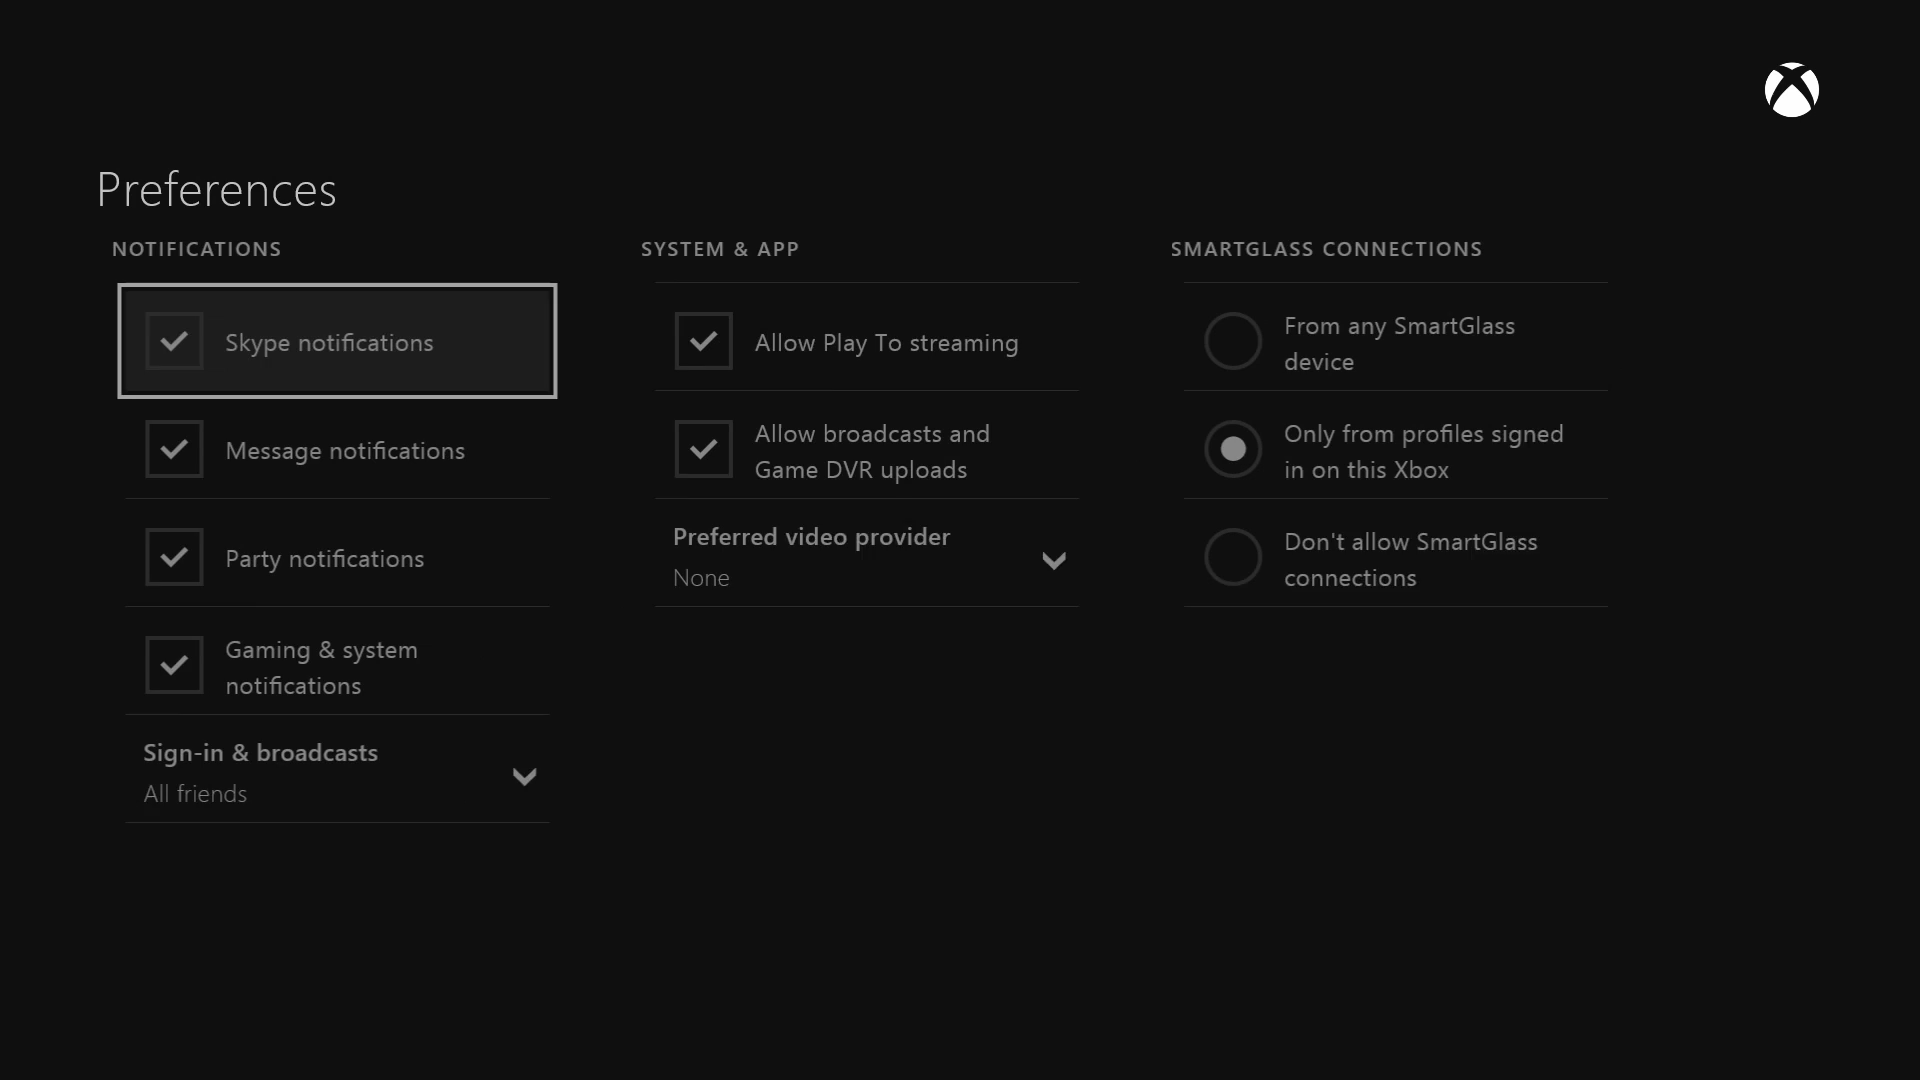 Preferences
NOTIFICATIONS
Skype notifications
Message notifications
Party notifications
Gaming & system
notifications
Sign-in & broadcasts
All friends
SYSTEM & APP
Allow Play To streaming
Allow broadcasts and
Game DVR uploads
Preferred video provider
None
SMARTGLASS CONNECTIONS
From any SmartGlass
device
Only from profiles signed
in on this Xbox
Don't allow SmartGlass
connections